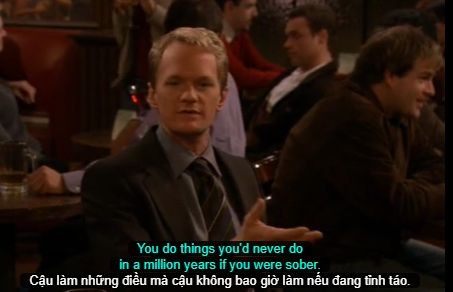 You do things you'd never do
in a million years if you were sober.
Cậu làm những điều mà cậu không bao giờ làm nếu đang tỉnh táo.